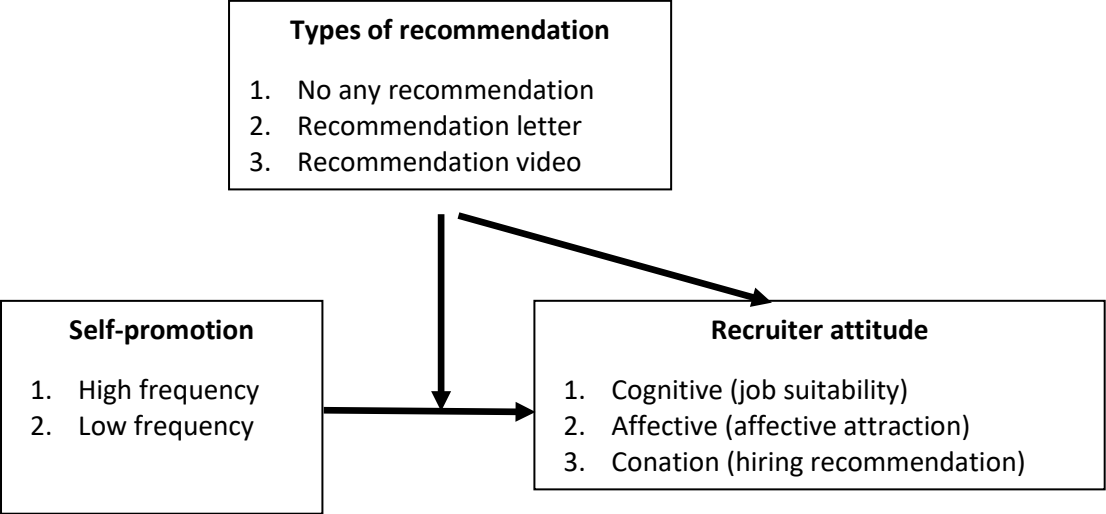 Types of recommendation
1. No any recommendation
2. Recommendation letter
3. Recommendation video
Self-promotion
1. High frequency
2. Low frequency
Recruiter attitude
1. Cognitive (job suitability)
2. Affective (affective attraction)
3. Conation (hiring recommendation)